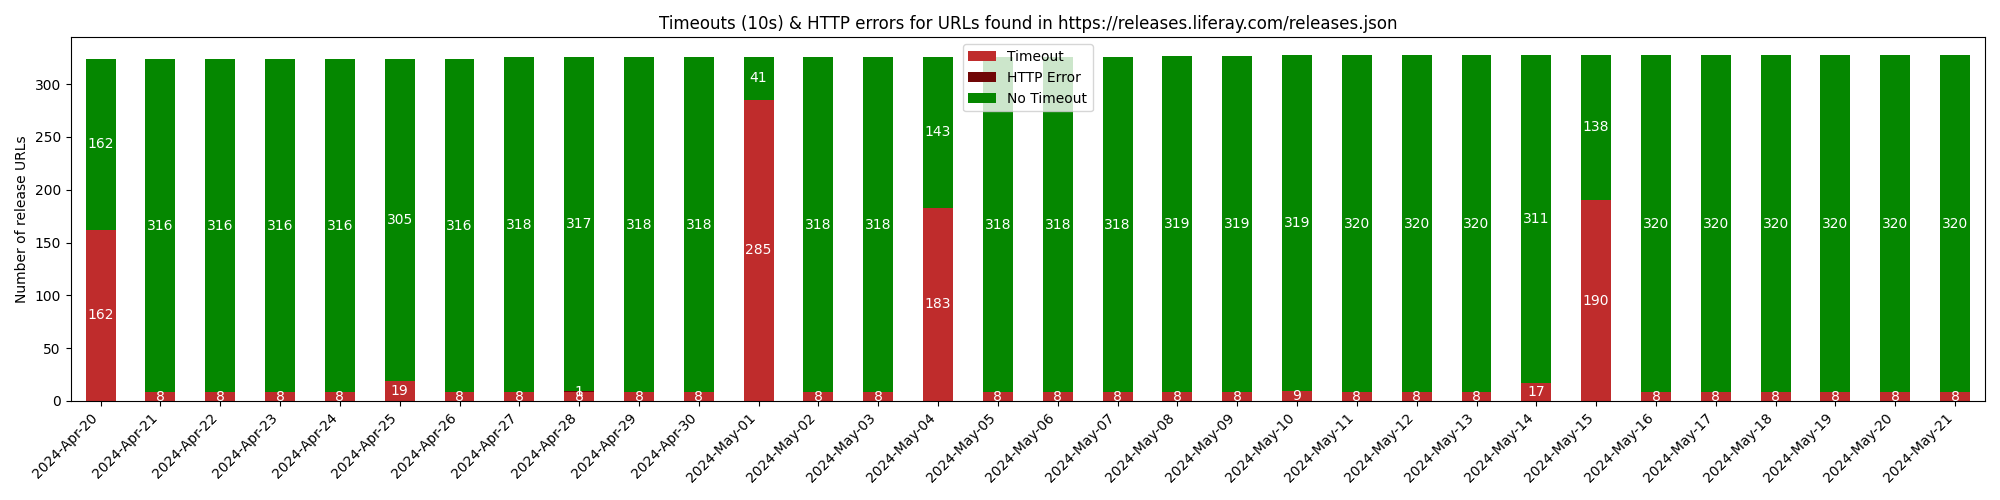 Timeouts (10s) & HTTP errors for URLs found in https://releases.liferay.com/releases.json
Timeout
HTTP Error
No Timeout
Number of release URLs
300
250
200
150
100
50
0
162 316 316 316 316 305 316 318 317 318 318 41 318 318 143 318 318 318 319 319 319 320 320 320 311 138 320 320 320 320 320 320
1
162 8 8 8 8 19 8 8 8 8 8 285 8 8 183 8 8 8 8 8 9 8 8 8 17 190 8 8 8 8 8 8
2024-Apr-20
2024-Apr-21
2024-Apr-22
2024-Apr-23
2024-Apr-24
2024-Apr-25
2024-Apr-26
2024-Apr-27
2024-Apr-28
2024-Apr-29
2024-Apr-30
2024-May-01
2024-May-02
2024-May-03
2024-May-04
2024-May-05
2024-May-06
2024-May-07
2024-May-08
2024-May-09
2024-May-10
2024-May-11
2024-May-12
2024-May-13
2024-May-14
2024-May-15
2024-May-16
2024-May-17
2024-May-18
2024-May-19
2024-May-20
2024-May-21